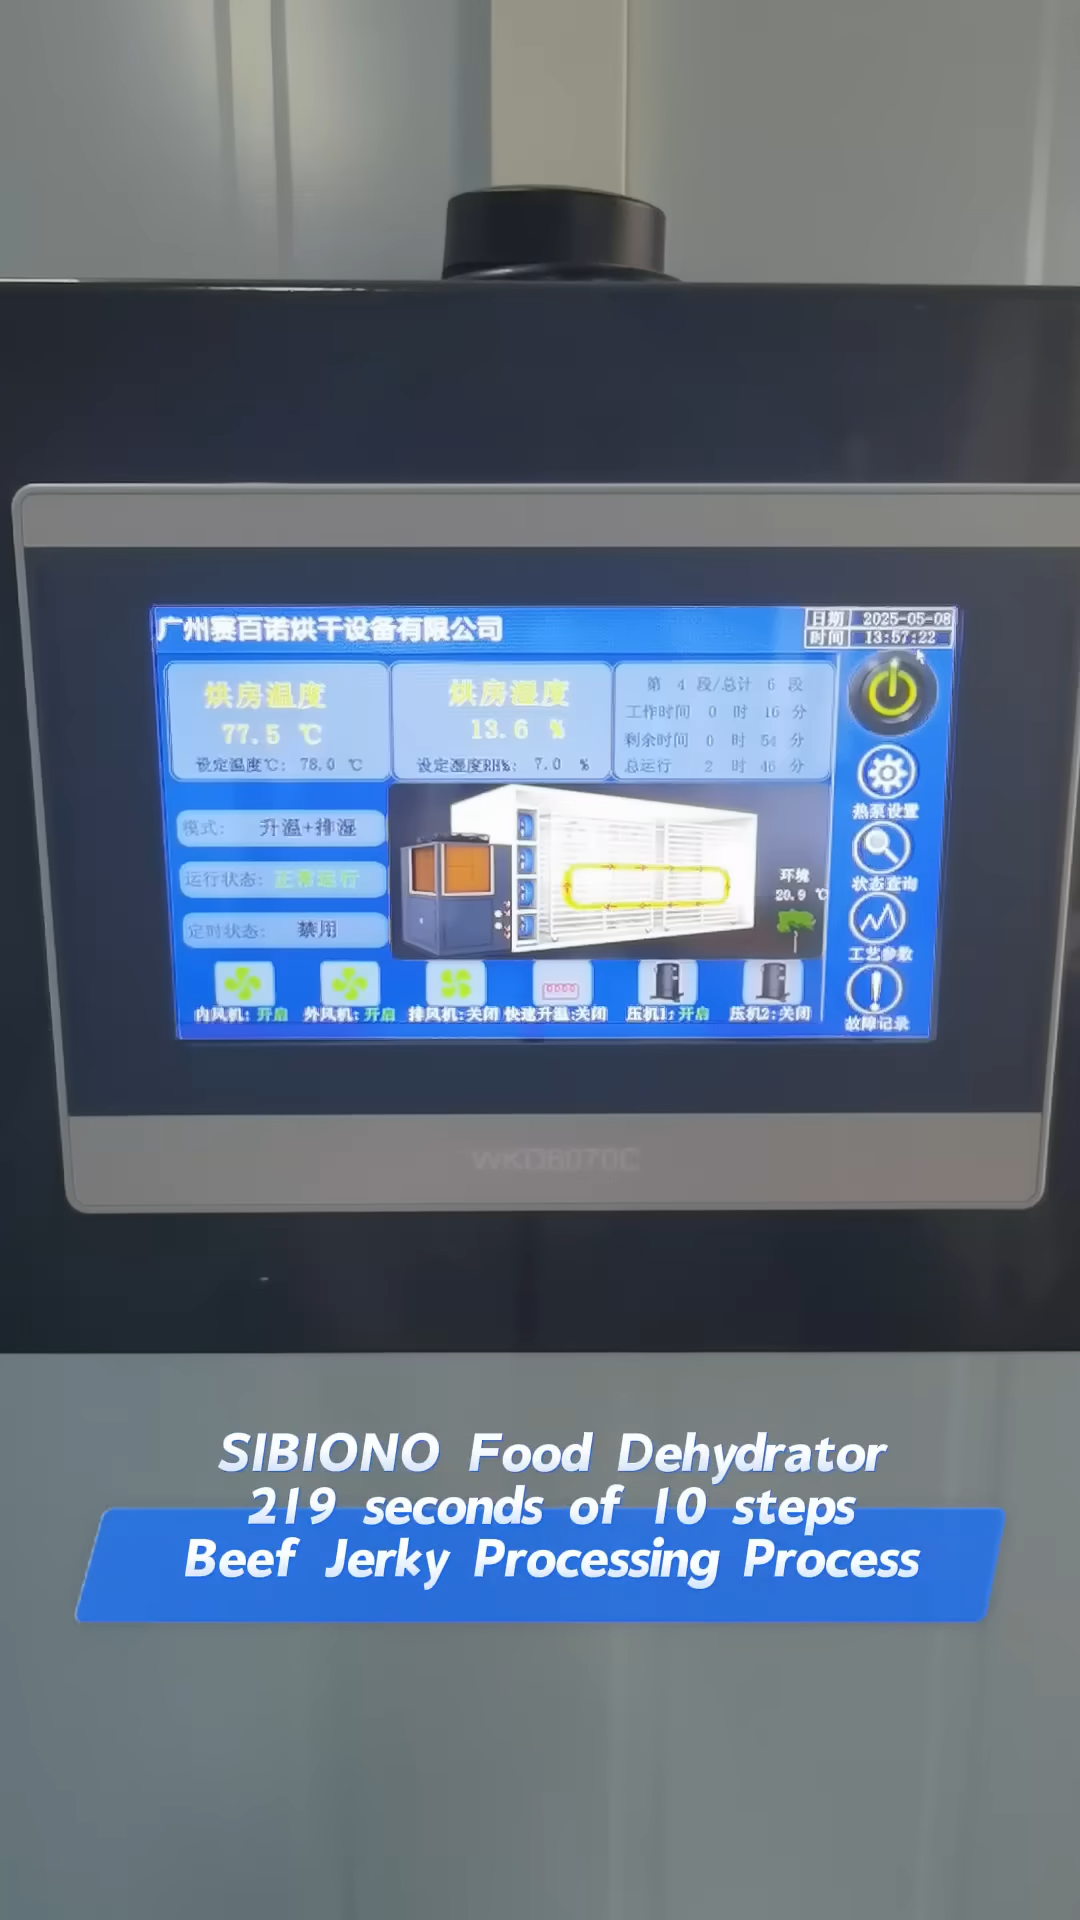 广州赛百诺烘干设备有限公司
日期 2025-05-08
时间 13:57:22
烘房温度
77.5 ℃
设定温度℃: 78.0 ℃
烘房湿度
13.6 %
设定湿度RH%: 7.0 %
第 4 段/总计 6 段
工作时间 0 时 16 分
剩余时间 0 时 54 分
总运行 2 时 46 分
模式: 升温+排湿
运行状态: 正常运行
定时状态: 禁用
环境
20.9 ℃
热泵设置
状态查询
工艺参数
故障记录
内风机: 开启 外风机: 开启 排风机:关闭 快速升温:关闭 压机1: 开启 压机2:关闭
WKD8070C
SIBIONO Food Dehydrator
219 seconds of 10 steps
Beef Jerky Processing Process